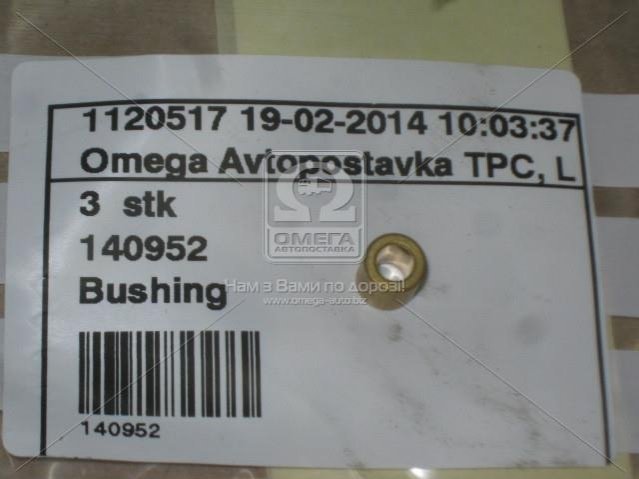 1120517 19-02-2014 10:03:37
Omega Avtopostavka TPC, L
3 stk
140952
Bushing
140952
ОМЕГА
АВТОПОСТАВКА
Нам з Вами по дорозі!
www.omega-auto.biz